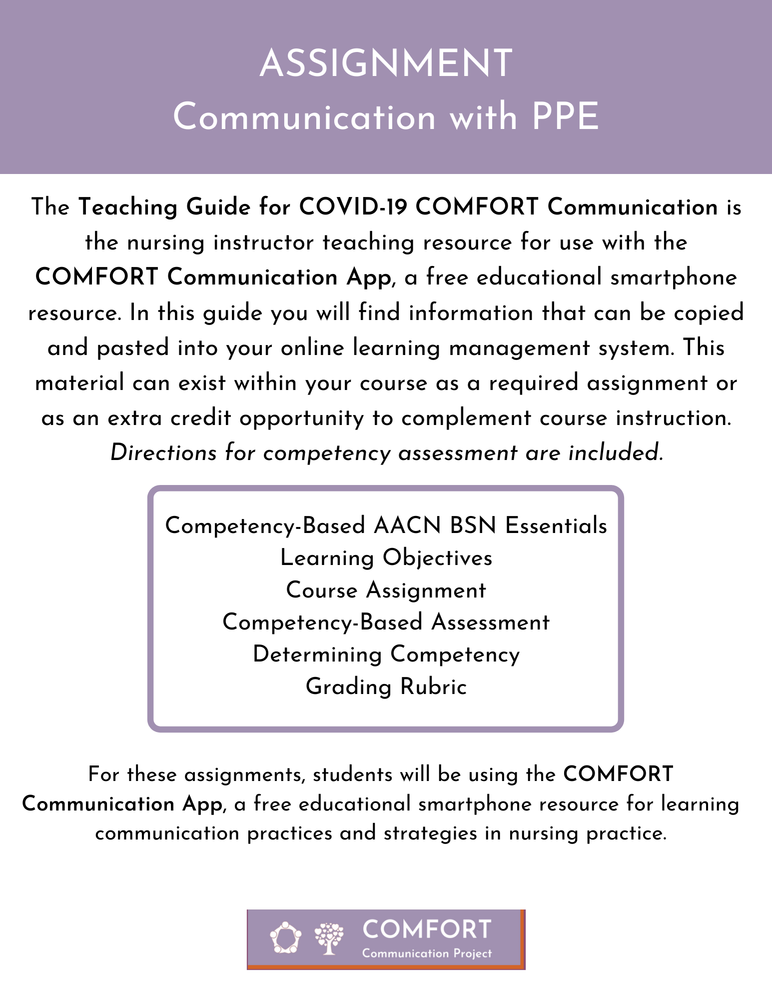 ASSIGNMENT
Communication with PPE
The Teaching Guide for COVID-19 COMFORT Communication is
the nursing instructor teaching resource for use with the
COMFORT Communication App, a free educational smartphone
resource. In this guide you will find information that can be copied
and pasted into your online learning management system. This
material can exist within your course as a required assignment or
as an extra credit opportunity to complement course instruction.
Directions for competency assessment are included.
Competency-Based AACN BSN Essentials
Learning Objectives
Course Assignment
Competency-Based Assessment
Determining Competency
Grading Rubric
For these assignments, students will be using the COMFORT
Communication App, a free educational smartphone resource for learning
communication practices and strategies in nursing practice.
COMFORT
Communication Project